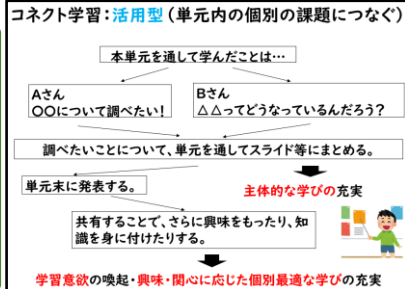 コネクト学習：活用型（単元内の個別の課題につなぐ）
本単元を通して学んだことは…
Aさん
〇〇について調べたい！
Bさん
△△ってどうなっているんだろう？
調べたいことについて、単元を通してスライド等にまとめる。
単元末に発表する。
主体的な学びの充実
共有することで、さらに興味をもったり、知
識を身に付けたりする。
学習意欲の喚起・興味・関心に応じた個別最適な学びの充実